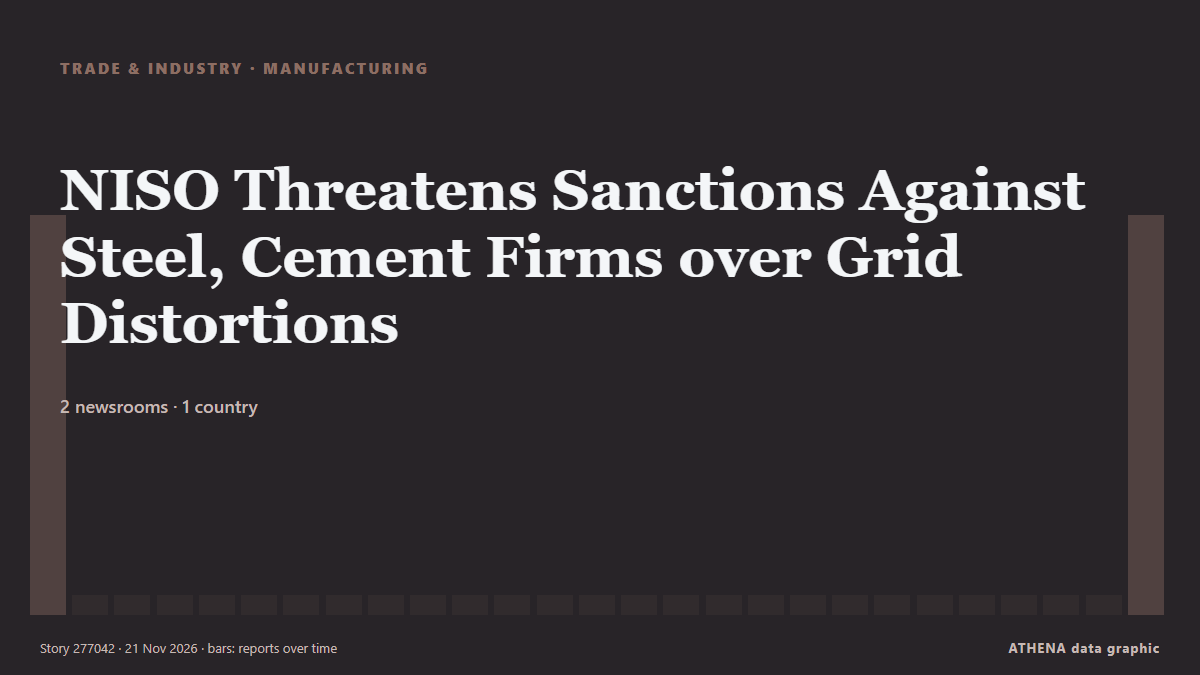 TRADE & INDUSTRY · MANUFACTURING
NISO Threatens Sanctions Against
Steel, Cement Firms over Grid
Distortions
2 newsrooms · 1 country
Story 277042 · 21 Nov 2026 · bars: reports over time
ATHENA data graphic